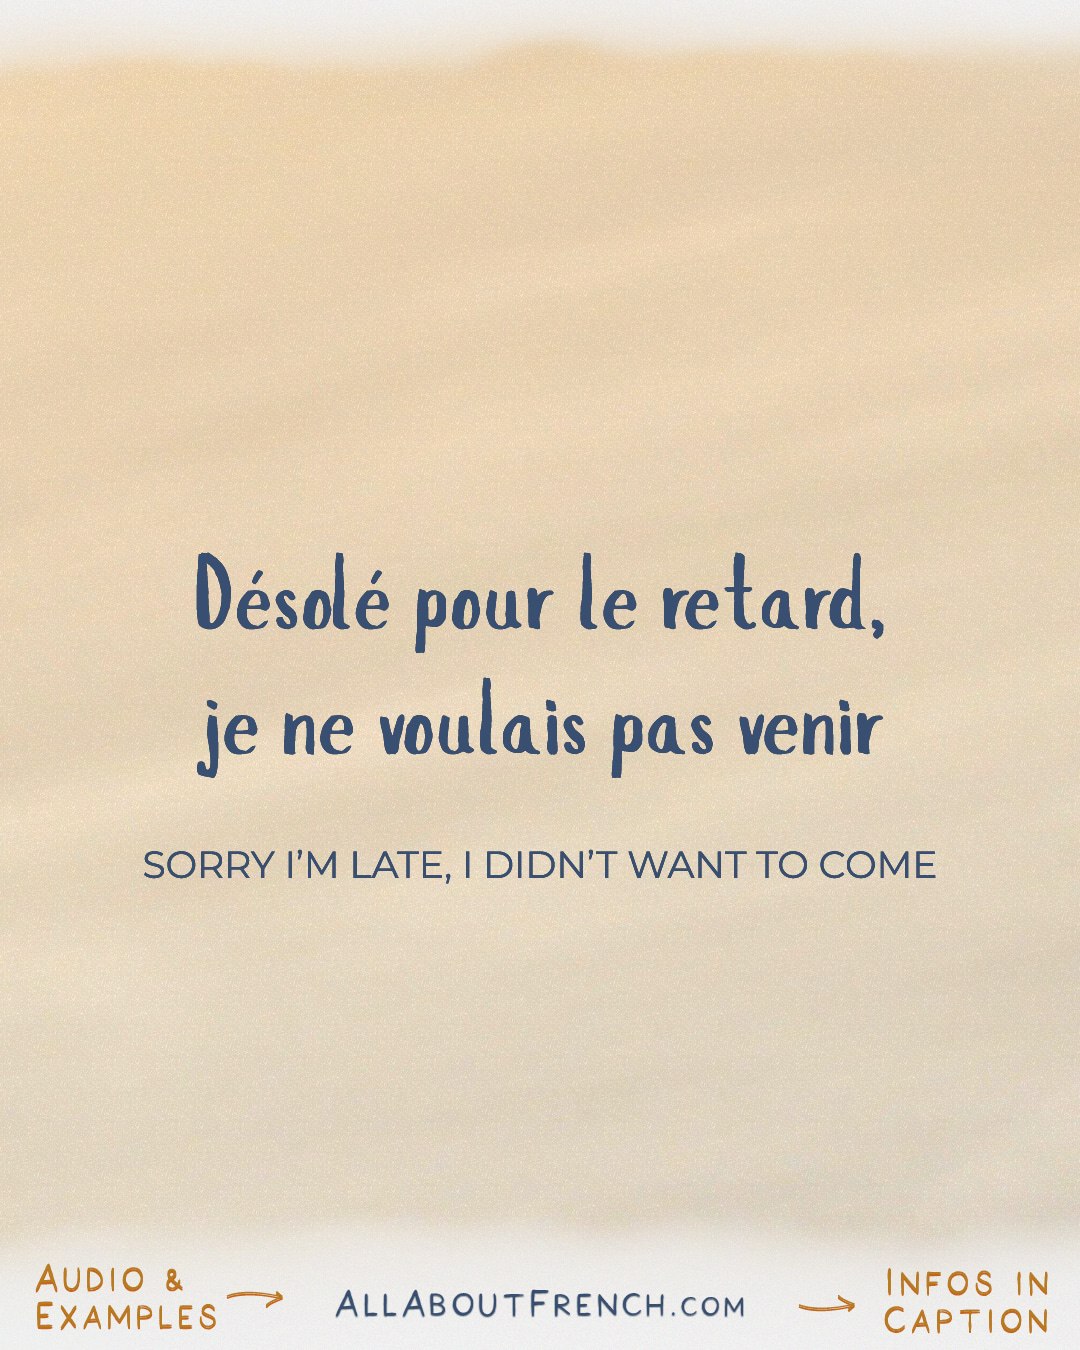 Désolé pour le retard,
je ne voulais pas venir
SORRY I'M LATE, I DIDN'T WANT TO COME
AUDIO &
EXAMPLES
ALLABOUTFRENCH.COM
INFOS IN
CAPTION